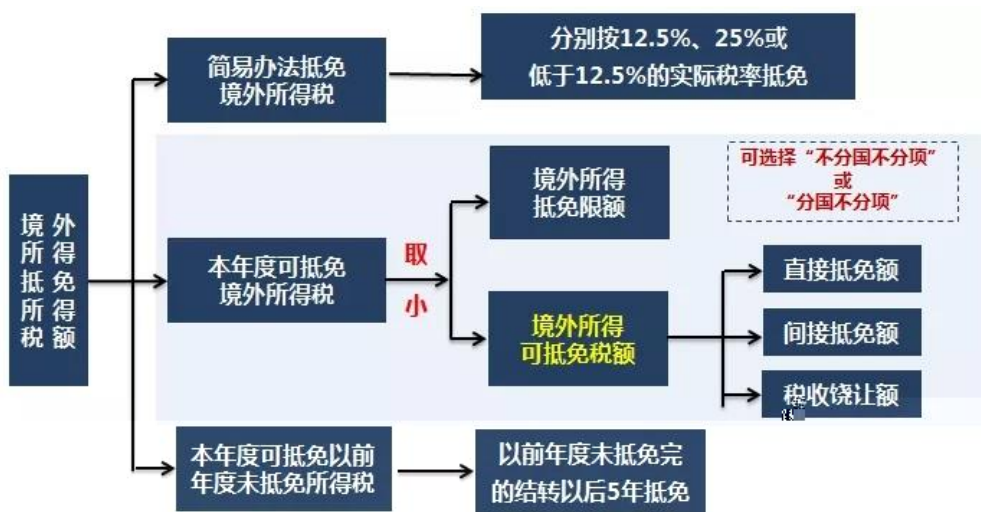 简易办法抵免
境外所得税
分别按12.5%、25%或
低于12.5%的实际税率抵免
境外
所得
抵免
所得
税额
本年度可抵免
境外所得税
取
小
境外所得
抵免限额
可选择“不分国不分项”
或
“分国不分项”
境外所得
可抵免税额
直接抵免额
间接抵免额
税收饶让额
本年度可抵免以前
年度未抵免所得税
以前年度未抵免完
的结转以后5年抵免